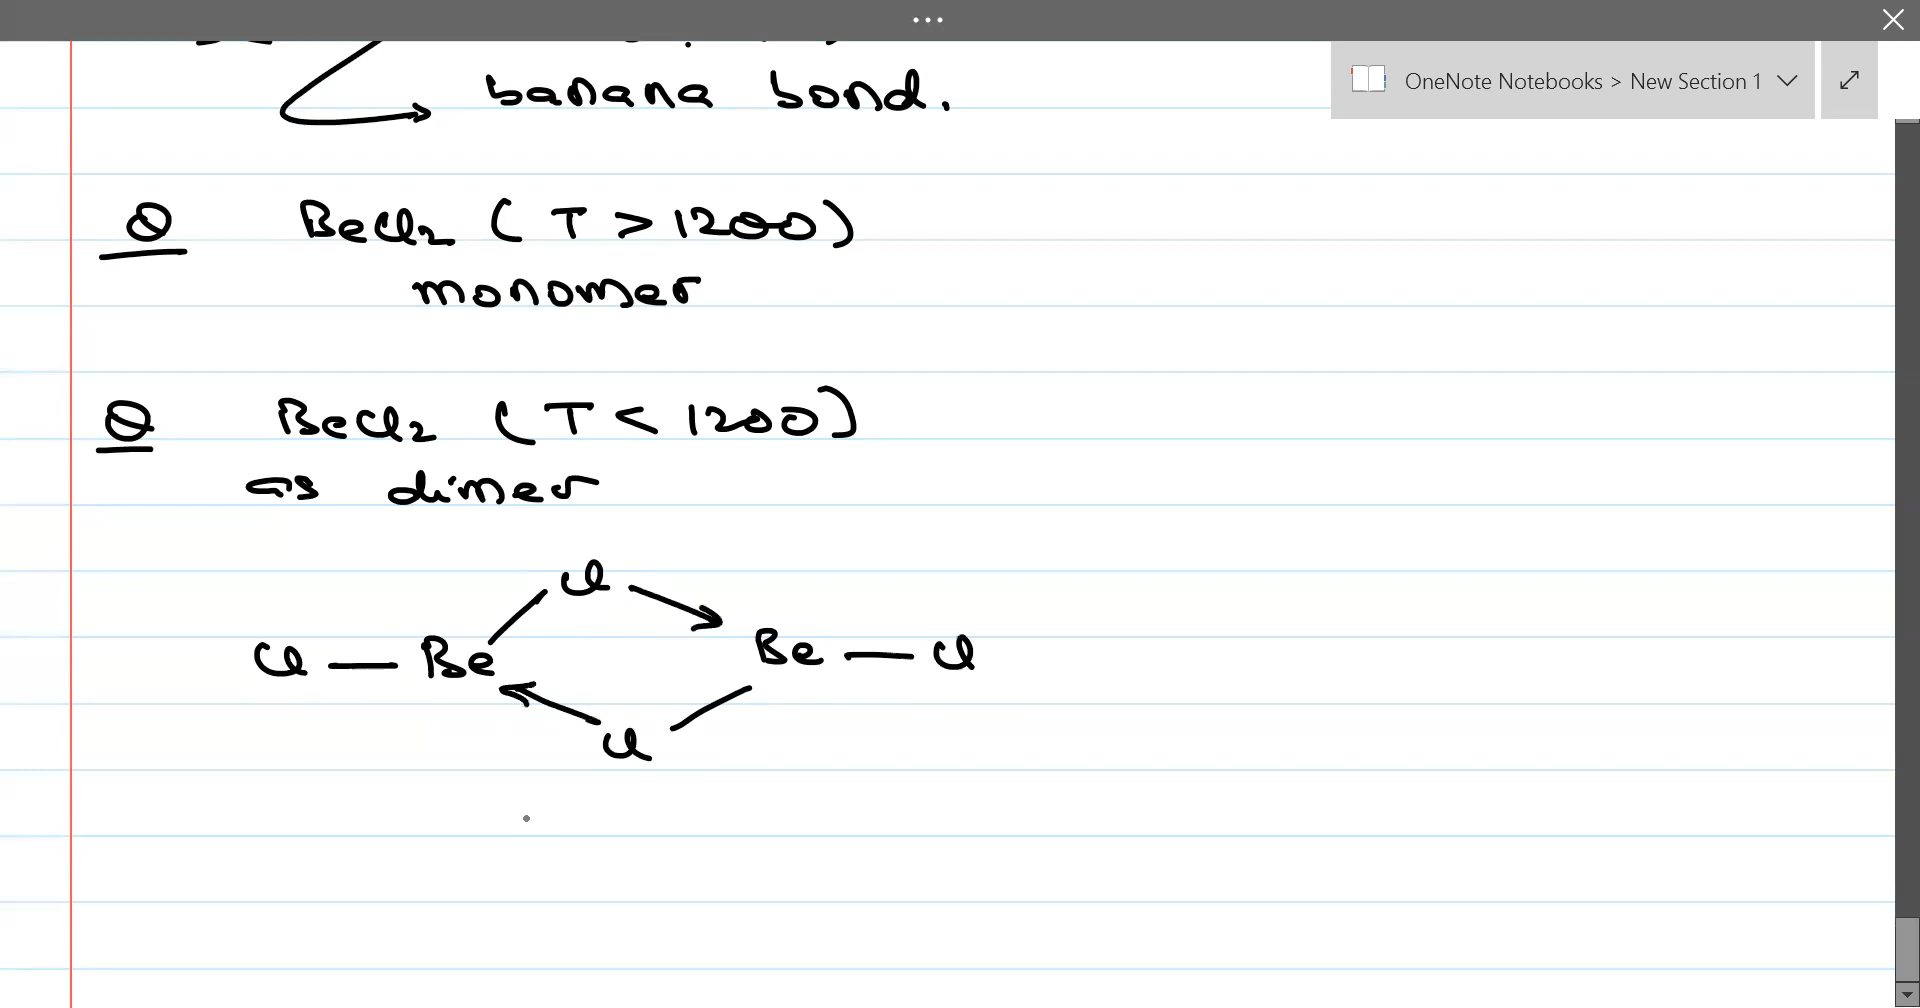 ...
OneNote Notebooks > New Section 1
banana bond.
Q BeCl2 ( T > 1200)
monomer
Q BeCl2 ( T < 1200)
as dimer
Cl
Cl — Be Be — Cl
Cl